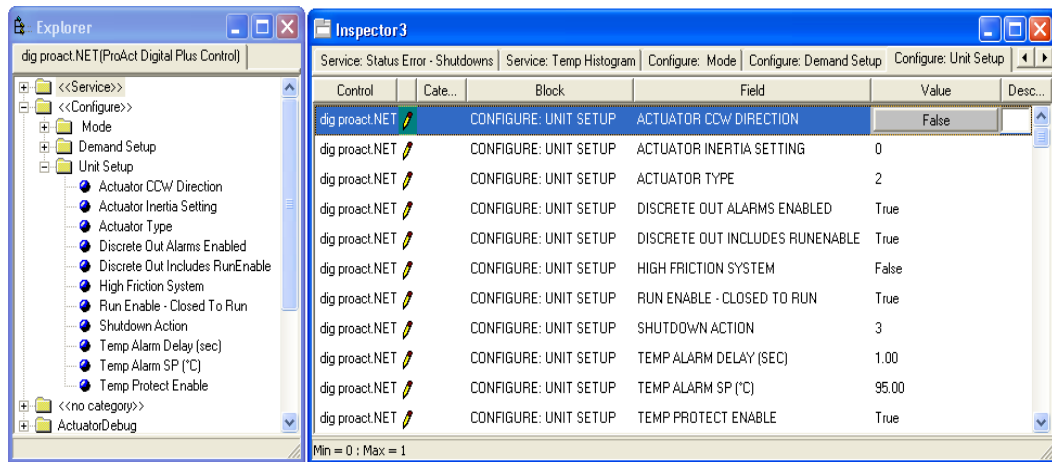 Explorer
dig proact.NET(ProAct Digital Plus Control)
<<Service>>
<<Configure>>
Mode
Demand Setup
Unit Setup
Actuator CCW Direction
Actuator Inertia Setting
Actuator Type
Discrete Out Alarms Enabled
Discrete Out Includes RunEnable
High Friction System
Run Enable - Closed To Run
Shutdown Action
Temp Alarm Delay (sec)
Temp Alarm SP (°C)
Temp Protect Enable
<<no category>>
ActuatorDebug
Inspector3
Service: Status Error - Shutdowns Service: Temp Histogram Configure: Mode Configure: Demand Setup Configure: Unit Setup
Control Cate... Block Field Value Desc...
dig proact.NET CONFIGURE: UNIT SETUP ACTUATOR CCW DIRECTION False
dig proact.NET CONFIGURE: UNIT SETUP ACTUATOR INERTIA SETTING 0
dig proact.NET CONFIGURE: UNIT SETUP ACTUATOR TYPE 2
dig proact.NET CONFIGURE: UNIT SETUP DISCRETE OUT ALARMS ENABLED True
dig proact.NET CONFIGURE: UNIT SETUP DISCRETE OUT INCLUDES RUNENABLE True
dig proact.NET CONFIGURE: UNIT SETUP HIGH FRICTION SYSTEM False
dig proact.NET CONFIGURE: UNIT SETUP RUN ENABLE - CLOSED TO RUN True
dig proact.NET CONFIGURE: UNIT SETUP SHUTDOWN ACTION 3
dig proact.NET CONFIGURE: UNIT SETUP TEMP ALARM DELAY (SEC) 1.00
dig proact.NET CONFIGURE: UNIT SETUP TEMP ALARM SP (°C) 95.00
dig proact.NET CONFIGURE: UNIT SETUP TEMP PROTECT ENABLE True
Min = 0 : Max = 1